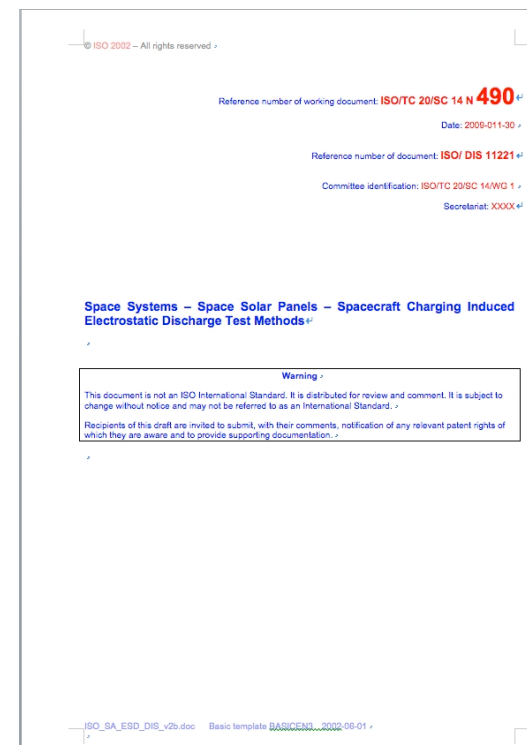 © ISO 2002 – All rights reserved
Reference number of working document: ISO/TC 20/SC 14 N 490
Date: 2009-011-30
Reference number of document: ISO/ DIS 11221
Committee identification: ISO/TC 20/SC 14/WG 1
Secretariat: XXXX
Space Systems – Space Solar Panels – Spacecraft Charging Induced
Electrostatic Discharge Test Methods
Warning
This document is not an ISO International Standard. It is distributed for review and comment. It is subject to
change without notice and may not be referred to as an International Standard.
Recipients of this draft are invited to submit, with their comments, notification of any relevant patent rights of
which they are aware and to provide supporting documentation.
ISO_SA_ESD_DIS_v2b.doc Basic template BASICEN3 2002-06-01